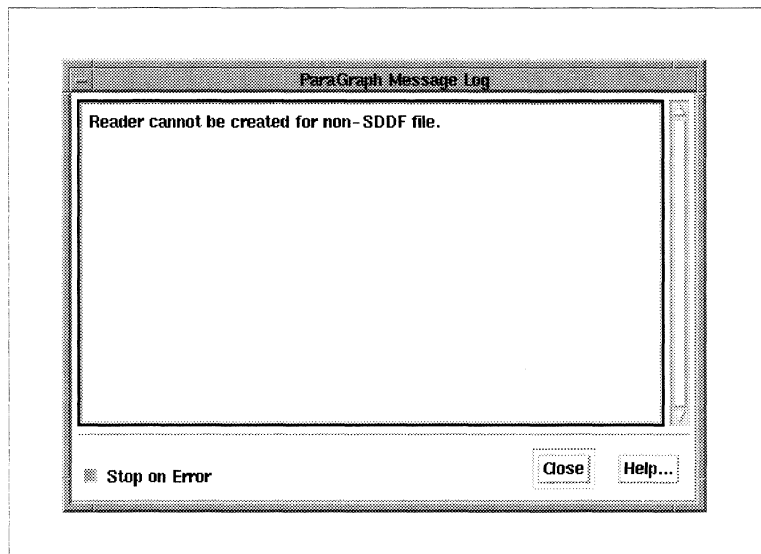 ParaGraph Message Log
Reader cannot be created for non-SDDF file.
Stop on Error
Close
Help...